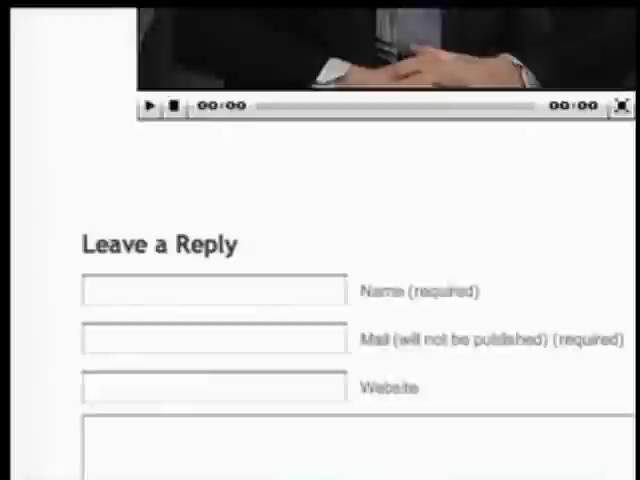 00:00 00:00
Leave a Reply
Name (required)
Mail (will not be published) (required)
Website